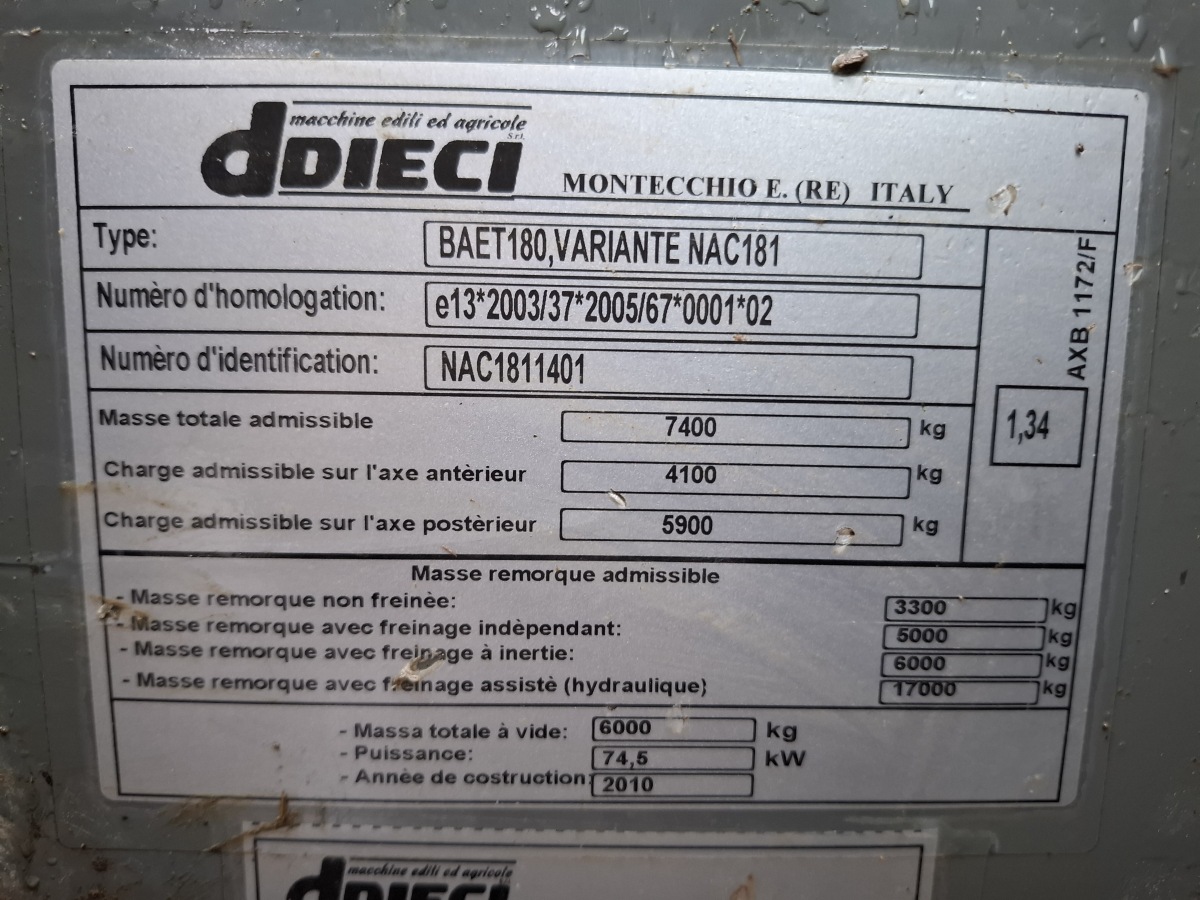 macchine edili ed agricole
S.r.l.
dDIECI MONTECCHIO E. (RE) ITALY
Type: BAET180,VARIANTE NAC181
Numèro d'homologation: e13*2003/37*2005/67*0001*02
Numèro d'identification: NAC1811401
AXB 1172/F
1,34
Masse totale admissible 7400 kg
Charge admissible sur l'axe antèrieur 4100 kg
Charge admissible sur l'axe postèrieur 5900 kg
Masse remorque admissible
- Masse remorque non freinèe: 3300 kg
- Masse remorque avec freinage indèpendant: 5000 kg
- Masse remorque avec freinage à inertie: 6000 kg
- Masse remorque avec freinage assistè (hydraulique) 17000 kg
- Massa totale à vide: 6000 kg
- Puissance: 74,5 kW
- Annèe de costruction: 2010
macchine edili ed agricole
dDIECI